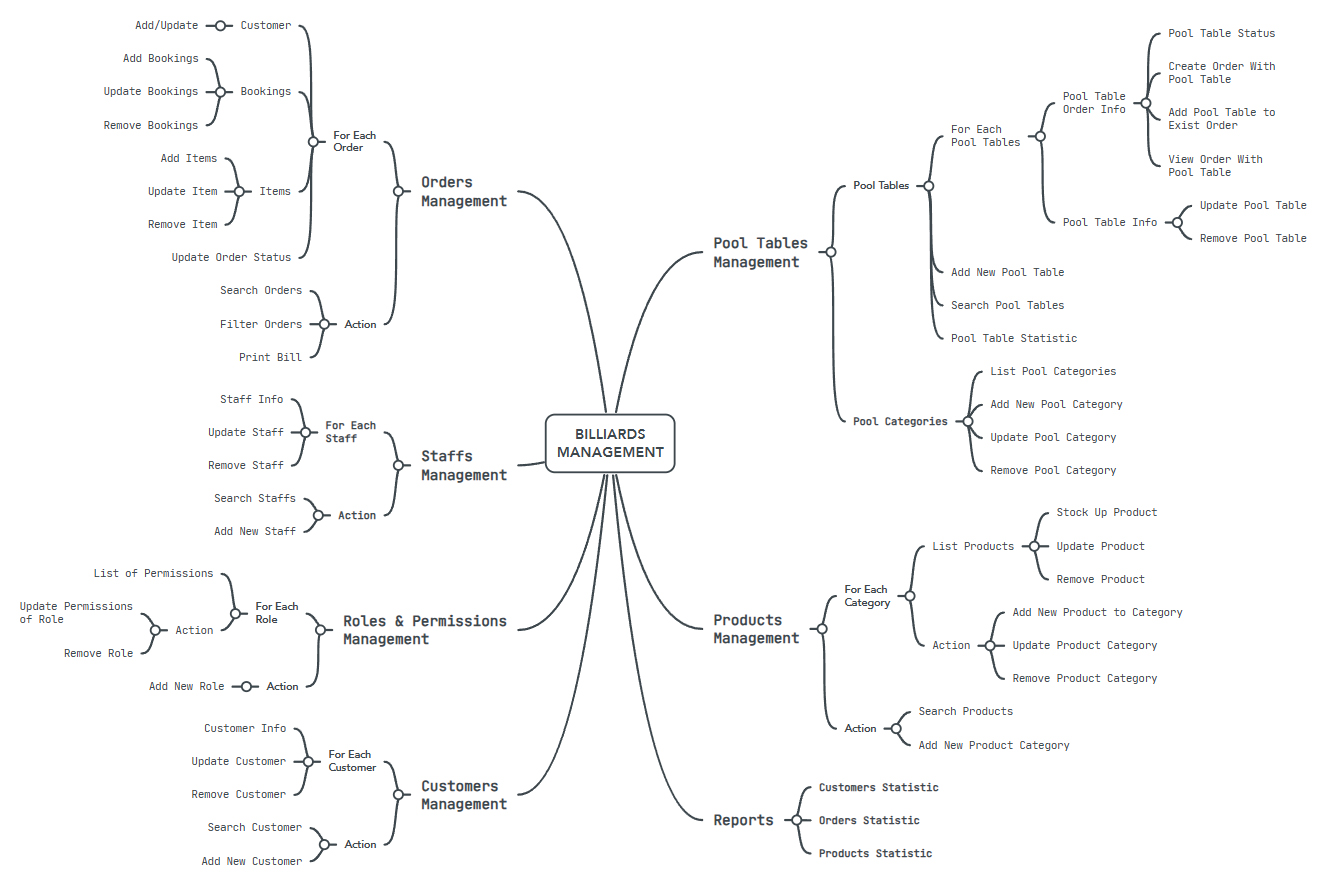 BILLIARDS
MANAGEMENT
Orders
Management
For Each
Order
Customer
Add/Update
Bookings
Add Bookings
Update Bookings
Remove Bookings
Items
Add Items
Update Item
Remove Item
Update Order Status
Action
Search Orders
Filter Orders
Print Bill
Staffs
Management
For Each
Staff
Staff Info
Update Staff
Remove Staff
Action
Search Staffs
Add New Staff
Roles & Permissions
Management
For Each
Role
List of Permissions
Action
Update Permissions
of Role
Remove Role
Action
Add New Role
Customers
Management
For Each
Customer
Customer Info
Update Customer
Remove Customer
Action
Search Customer
Add New Customer
Pool Tables
Management
Pool Tables
For Each
Pool Tables
Pool Table
Order Info
Pool Table Status
Create Order With
Pool Table
Add Pool Table to
Exist Order
View Order With
Pool Table
Pool Table Info
Update Pool Table
Remove Pool Table
Add New Pool Table
Search Pool Tables
Pool Table Statistic
Pool Categories
List Pool Categories
Add New Pool Category
Update Pool Category
Remove Pool Category
Products
Management
For Each
Category
List Products
Stock Up Product
Update Product
Remove Product
Action
Add New Product to Category
Update Product Category
Remove Product Category
Action
Search Products
Add New Product Category
Reports
Customers Statistic
Orders Statistic
Products Statistic